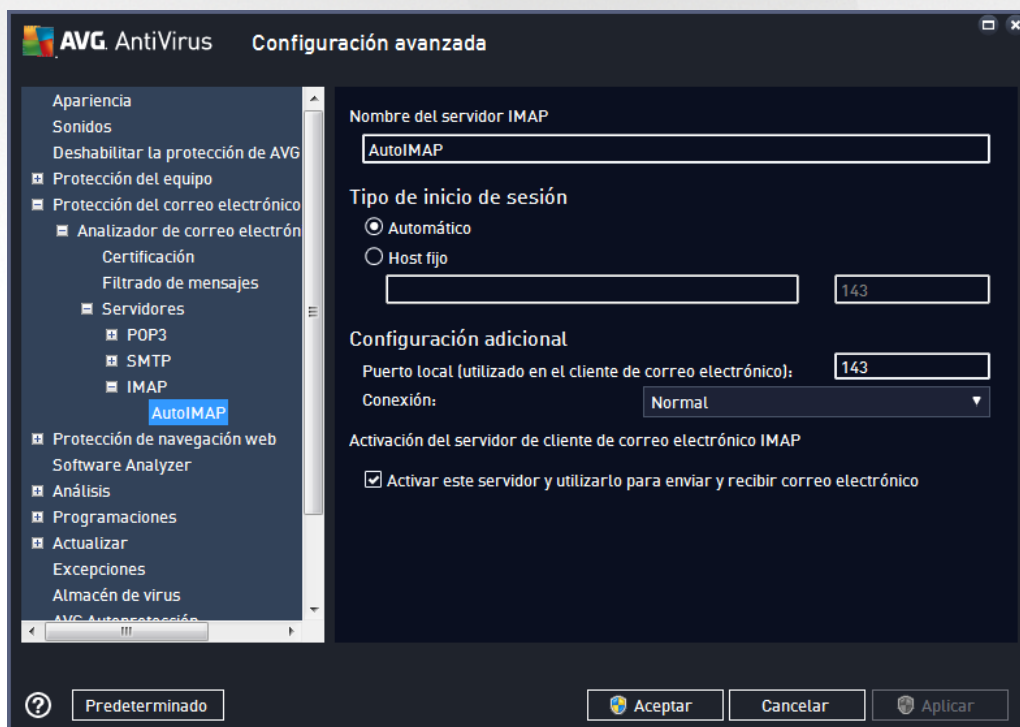 AVG. AntiVirus
Configuración avanzada
Apariencia
Sonidos
Deshabilitar la protección de AVG
Protección del equipo
Protección del correo electrónico
Analizador de correo electrón
Certificación
Filtrado de mensajes
Servidores
POP3
SMTP
IMAP
AutoIMAP
Protección de navegación web
Software Analyzer
Análisis
Programaciones
Actualizar
Excepciones
Almacén de virus
AVG Autoprotección
Nombre del servidor IMAP
AutoIMAP
Tipo de inicio de sesión
Automático
Host fijo
143
Configuración adicional
Puerto local (utilizado en el cliente de correo electrónico): 143
Conexión: Normal
Activación del servidor de cliente de correo electrónico IMAP
Activar este servidor y utilizarlo para enviar y recibir correo electrónico
Predeterminado
Aceptar
Cancelar
Aplicar